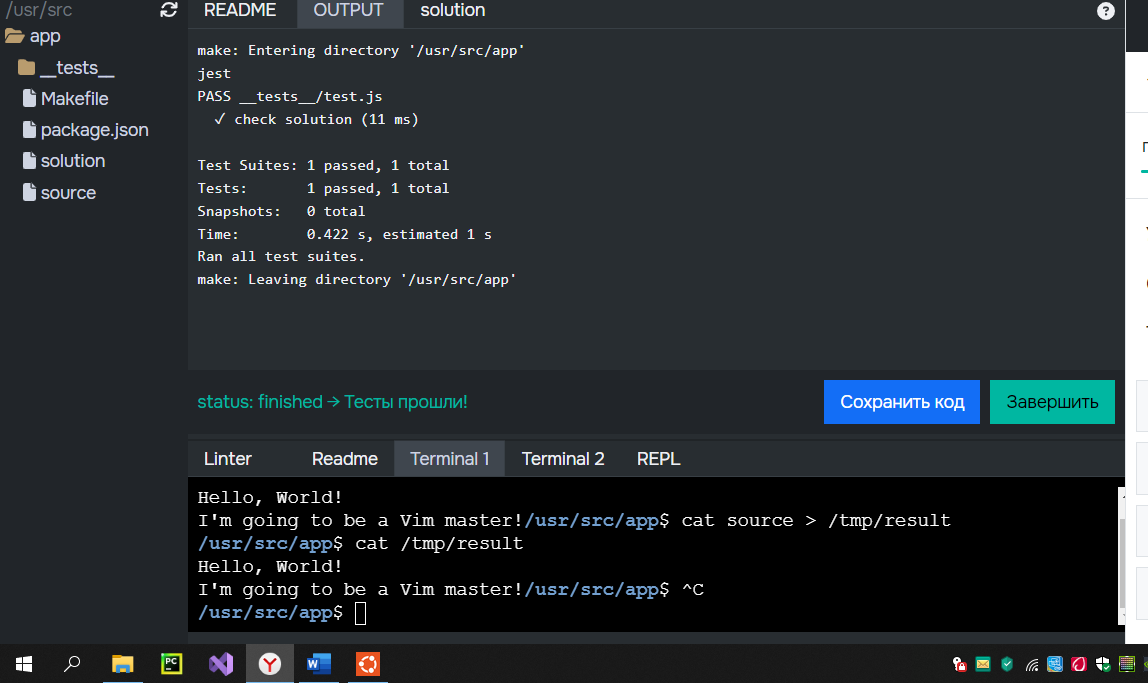 /usr/src
app
__tests__
Makefile
package.json
solution
source
README OUTPUT solution
make: Entering directory '/usr/src/app'
jest
PASS __tests__/test.js
✓ check solution (11 ms)
Test Suites: 1 passed, 1 total
Tests: 1 passed, 1 total
Snapshots: 0 total
Time: 0.422 s, estimated 1 s
Ran all test suites.
make: Leaving directory '/usr/src/app'
status: finished → Тесты прошли!
Сохранить код Завершить
Linter Readme Terminal 1 Terminal 2 REPL
Hello, World!
I'm going to be a Vim master!/usr/src/app$ cat source > /tmp/result
/usr/src/app$ cat /tmp/result
Hello, World!
I'm going to be a Vim master!/usr/src/app$ ^C
/usr/src/app$